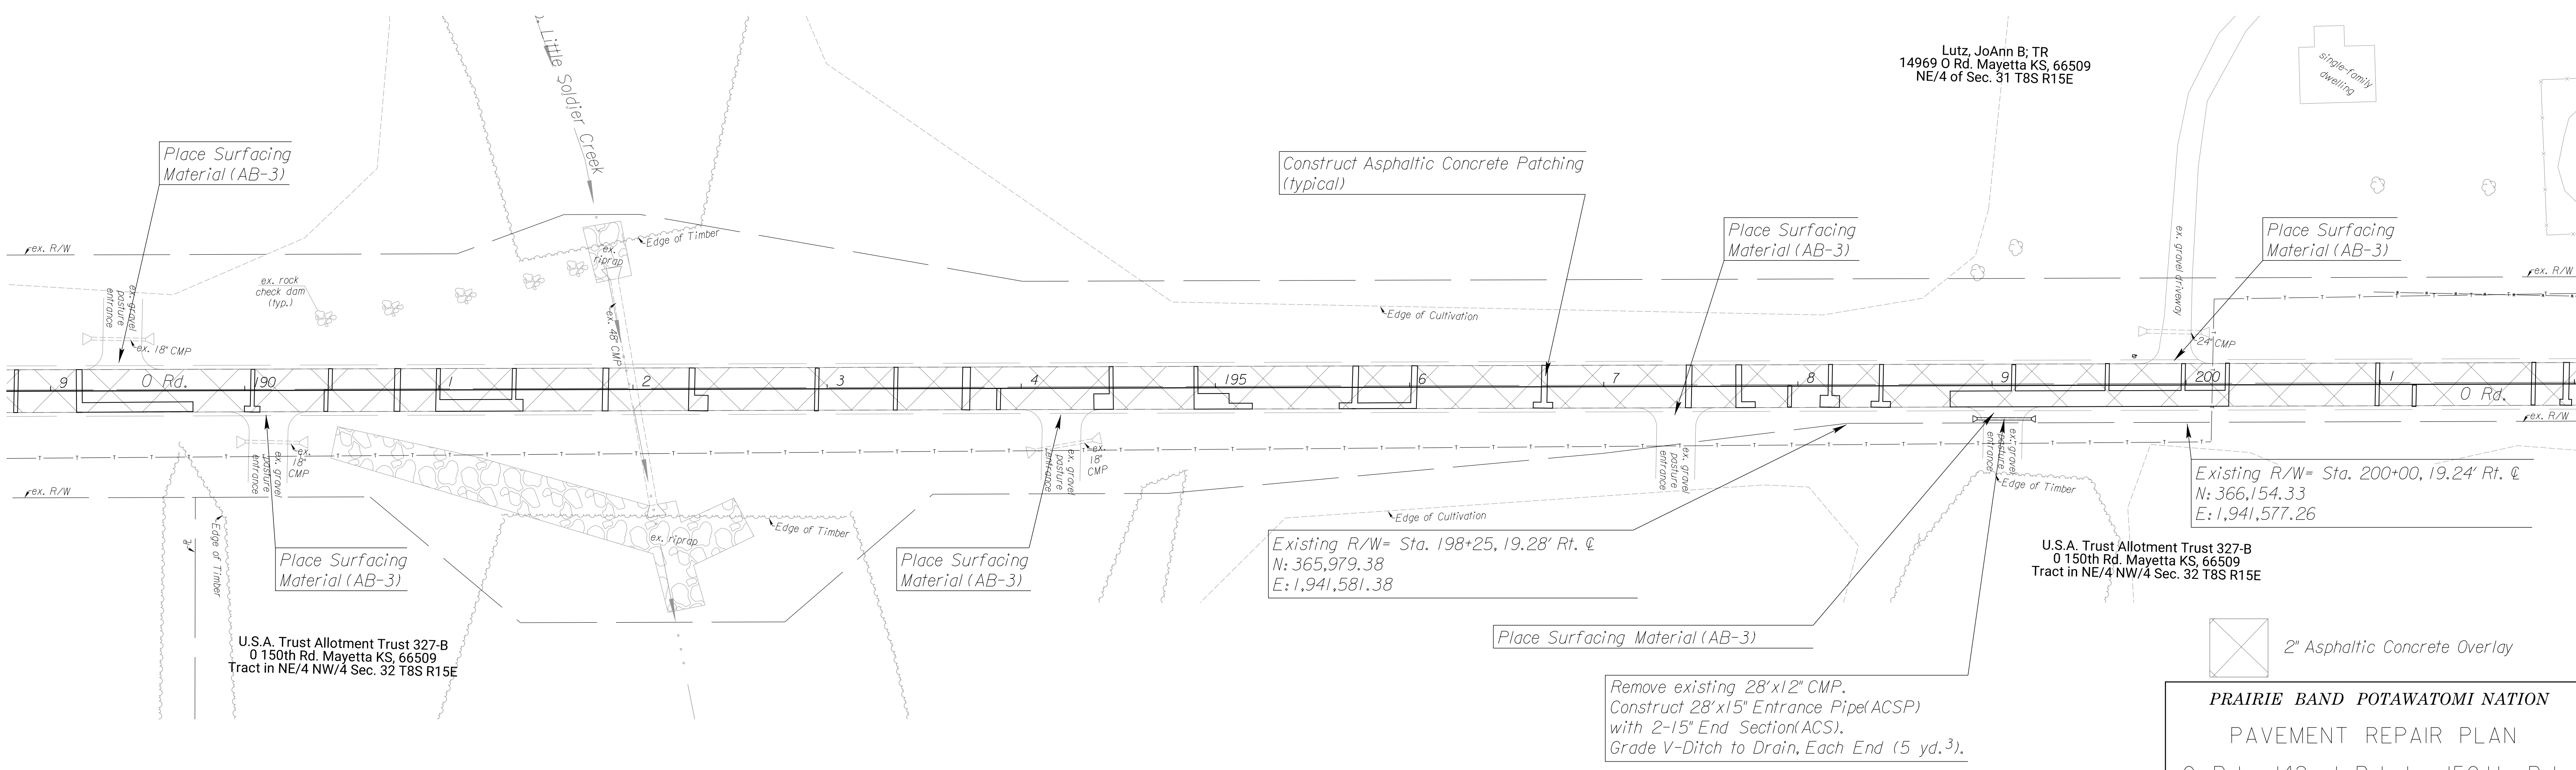 Little Soldier Creek
Lutz, JoAnn B; TR
14969 O Rd. Mayetta KS, 66509
NE/4 of Sec. 31 T8S R15E
single-family
dwelling
Place Surfacing
Material (AB-3)
Construct Asphaltic Concrete Patching
(typical)
Place Surfacing
Material (AB-3)
Place Surfacing
Material (AB-3)
ex. R/W
Edge of Timber
ex.
riprap
ex. rock
check dam
(typ.)
ex. gravel
pasture
entrance
ex. 18" CMP
ex. 48" CMP
Edge of Cultivation
ex. gravel driveway
24" CMP
ex. R/W
9
O Rd.
190
1
2
3
4
195
6
7
8
9
200
1
O Rd.
ex. R/W
ex.
18"
CMP
ex. gravel
pasture
entrance
ex.
18"
CMP
ex. gravel
pasture
entrance
ex. gravel
pasture
entrance
ex. gravel
pasture
entrance
Edge of Timber
ex. R/W
Edge of Timber
P̲L
ex. riprap
Edge of Timber
Edge of Cultivation
Place Surfacing
Material (AB-3)
Place Surfacing
Material (AB-3)
Existing R/W= Sta. 198+25, 19.28' Rt. ℄
N: 365,979.38
E: 1,941,581.38
Existing R/W= Sta. 200+00, 19.24' Rt. ℄
N: 366,154.33
E: 1,941,577.26
U.S.A. Trust Allotment Trust 327-B
0 150th Rd. Mayetta KS, 66509
Tract in NE/4 NW/4 Sec. 32 T8S R15E
U.S.A. Trust Allotment Trust 327-B
0 150th Rd. Mayetta KS, 66509
Tract in NE/4 NW/4 Sec. 32 T8S R15E
Place Surfacing Material (AB-3)
Remove existing 28'x12" CMP.
Construct 28'x15" Entrance Pipe(ACSP)
with 2-15" End Section(ACS).
Grade V-Ditch to Drain, Each End (5 yd.³).
2" Asphaltic Concrete Overlay
PRAIRIE BAND POTAWATOMI NATION
PAVEMENT REPAIR PLAN